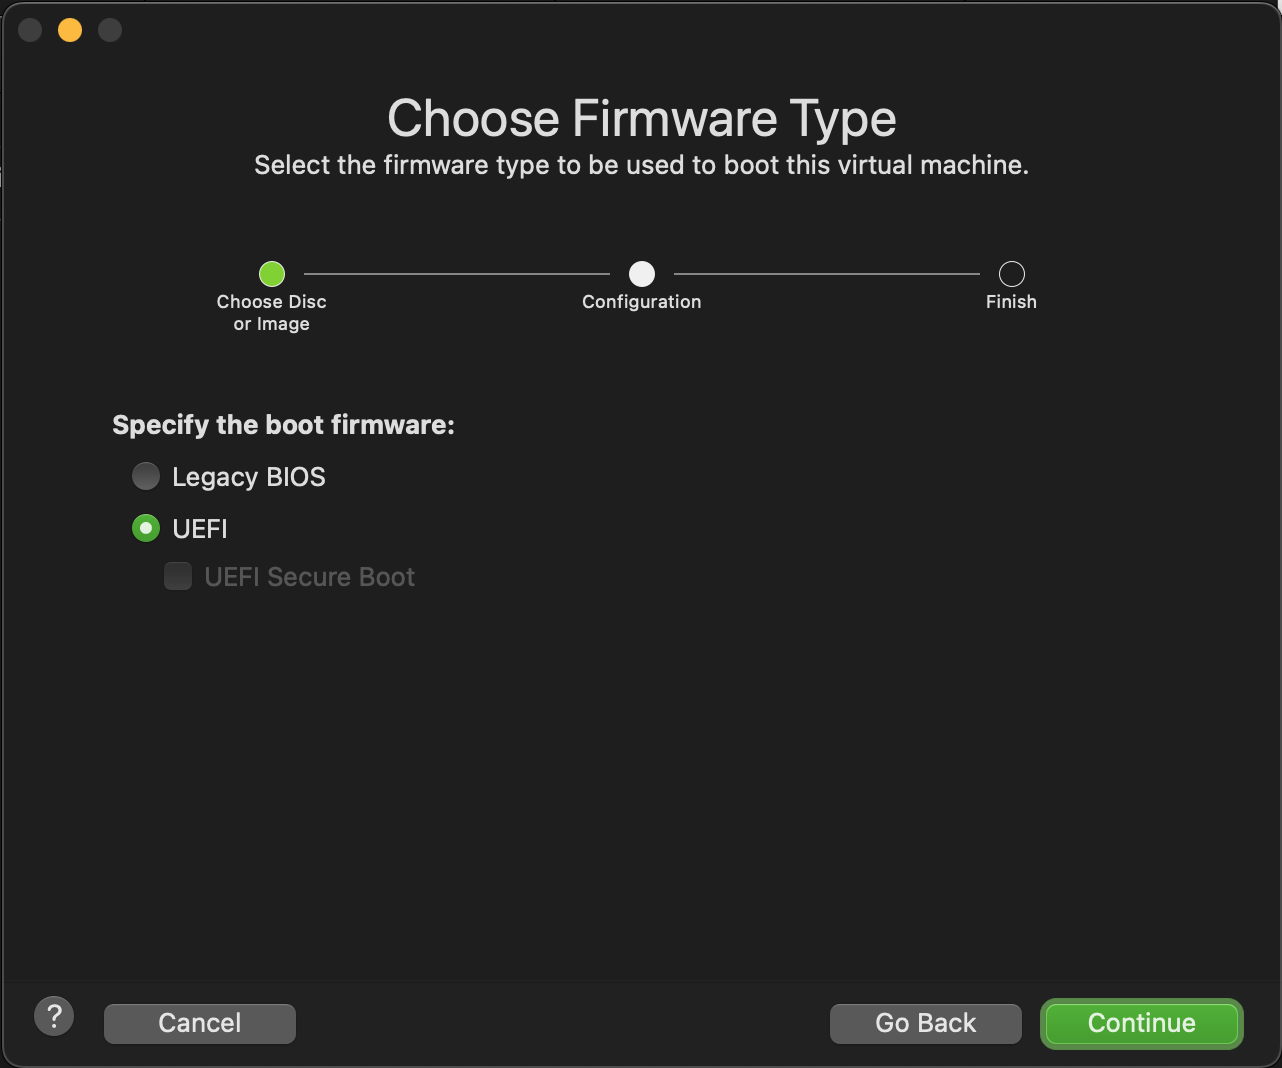 Choose Firmware Type
Select the firmware type to be used to boot this virtual machine.
Choose Disc
or Image
Configuration
Finish
Specify the boot firmware:
Legacy BIOS
UEFI
UEFI Secure Boot
?
Cancel
Go Back
Continue